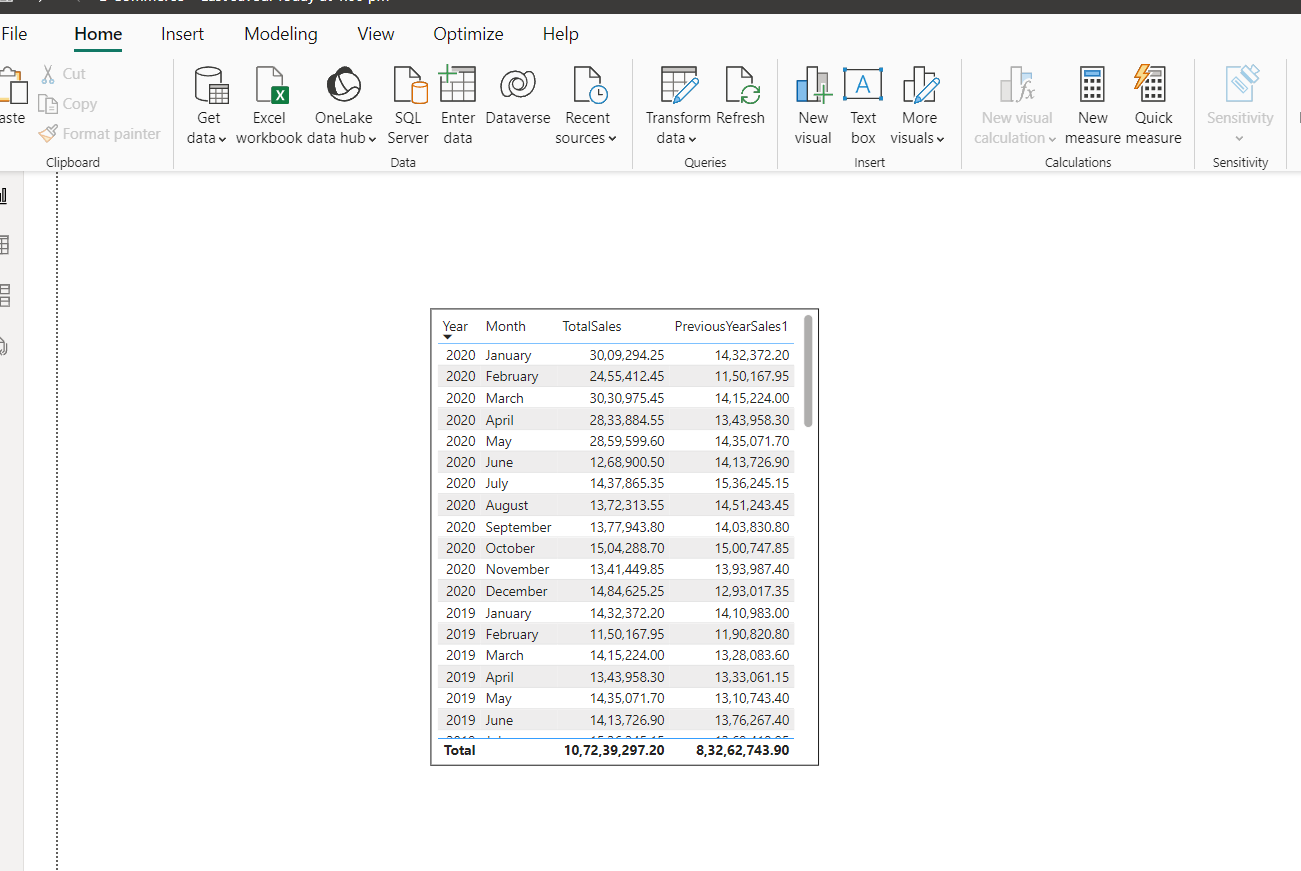 File Home Insert Modeling View Optimize Help
Cut
Copy
Format painter
Clipboard
Get data
Excel workbook
OneLake data hub
SQL Server
Enter data
Dataverse
Recent sources
Data
Transform data
Refresh
Queries
New visual
Text box
More visuals
Insert
New visual calculation
New measure
Quick measure
Calculations
Sensitivity
Sensitivity
Year Month TotalSales PreviousYearSales1
2020 January 30,09,294.25 14,32,372.20
2020 February 24,55,412.45 11,50,167.95
2020 March 30,30,975.45 14,15,224.00
2020 April 28,33,884.55 13,43,958.30
2020 May 28,59,599.60 14,35,071.70
2020 June 12,68,900.50 14,13,726.90
2020 July 14,37,865.35 15,36,245.15
2020 August 13,72,313.55 14,51,243.45
2020 September 13,77,943.80 14,03,830.80
2020 October 15,04,288.70 15,00,747.85
2020 November 13,41,449.85 13,93,987.40
2020 December 14,84,625.25 12,93,017.35
2019 January 14,32,372.20 14,10,983.00
2019 February 11,50,167.95 11,90,820.80
2019 March 14,15,224.00 13,28,083.60
2019 April 13,43,958.30 13,33,061.15
2019 May 14,35,071.70 13,10,743.40
2019 June 14,13,726.90 13,76,267.40
Total 10,72,39,297.20 8,32,62,743.90